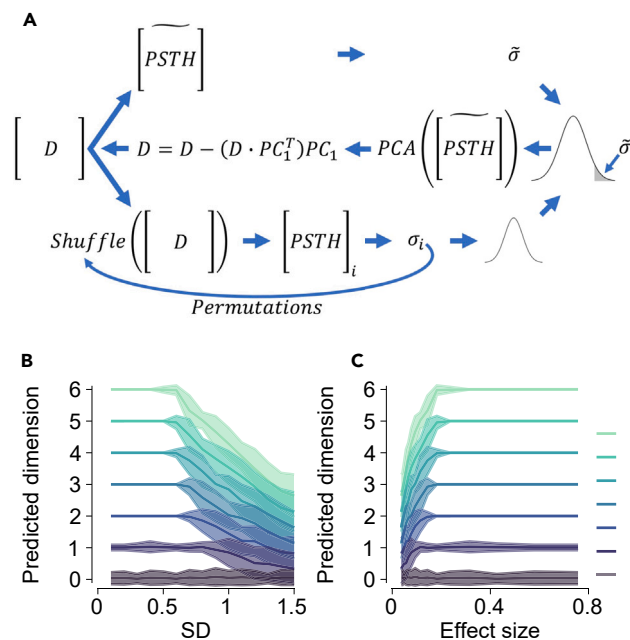 A
[PSTH]~ σ̃
[ D ] D = D − (D · PC₁ᵀ)PC₁ PCA([PSTH]~) σ̃
Shuffle([ D ]) [PSTH]ᵢ σᵢ
Permutations
B
Predicted dimension
6
5
4
3
2
1
0
0 0.5 1 1.5
SD
C
Predicted dimension
6
5
4
3
2
1
0
0 0.4 0.8
Effect size